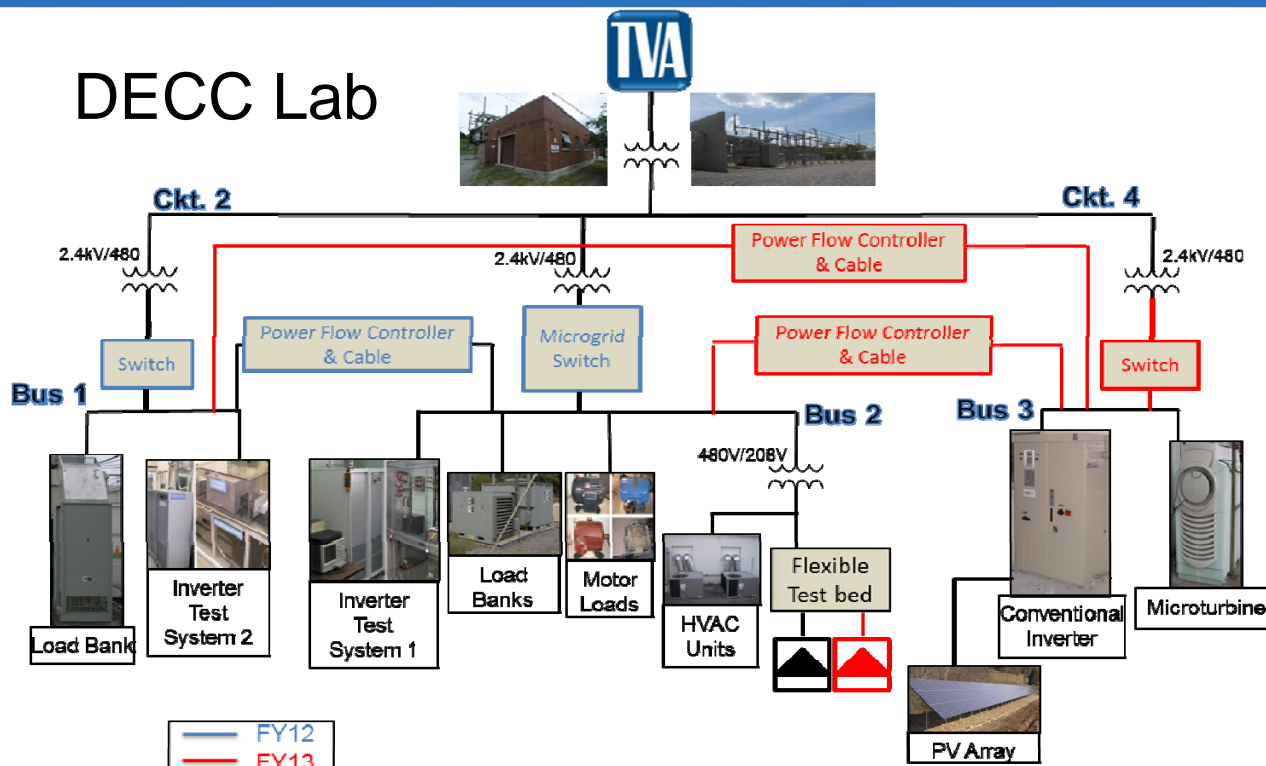 TVA
DECC Lab
Ckt. 2
Ckt. 4
Power Flow Controller
& Cable
2.4kV/480
2.4kV/480
2.4kV/480
Power Flow Controller
& Cable
Microgrid
Switch
Power Flow Controller
& Cable
Switch
Switch
Bus 1
Bus 2
Bus 3
480V/208V
Load Bank
Inverter
Test
System 2
Inverter
Test
System 1
Load
Banks
Motor
Loads
HVAC
Units
Flexible
Test bed
Conventional
Inverter
Microturbine
PV Array
FY12
FY13